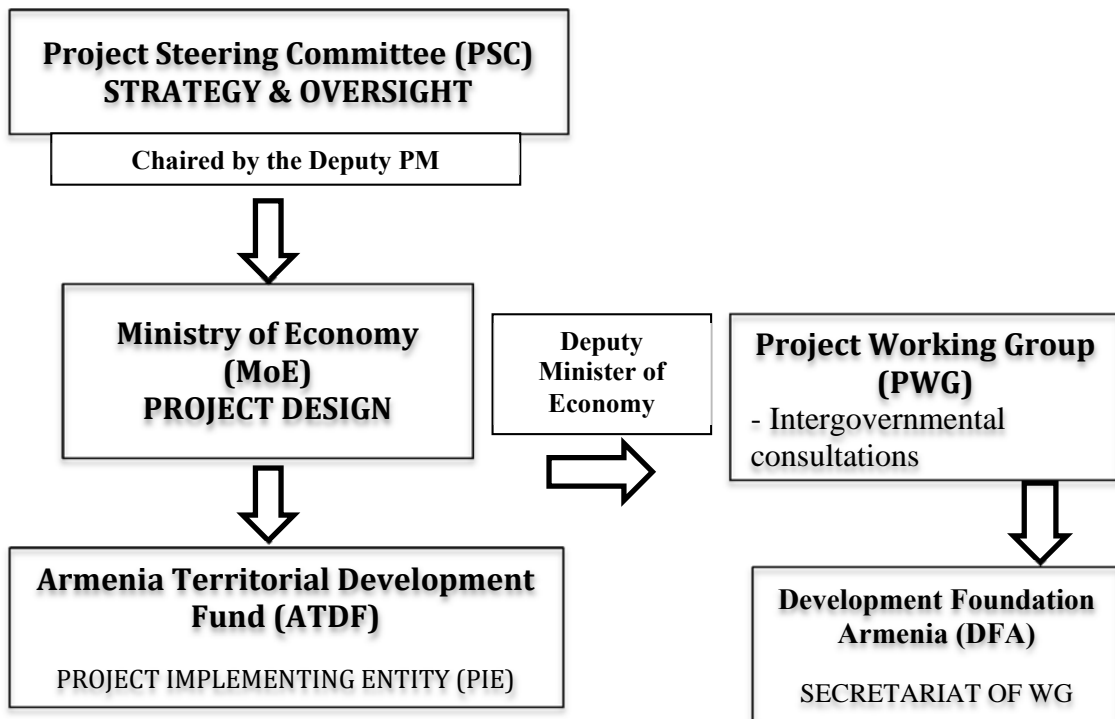 Project Steering Committee (PSC)
STRATEGY & OVERSIGHT
Chaired by the Deputy PM
Ministry of Economy
(MoE)
PROJECT DESIGN
Deputy
Minister of
Economy
Project Working Group
(PWG)
- Intergovernmental
consultations
Armenia Territorial Development
Fund (ATDF)
PROJECT IMPLEMENTING ENTITY (PIE)
Development Foundation
Armenia (DFA)
SECRETARIAT OF WG